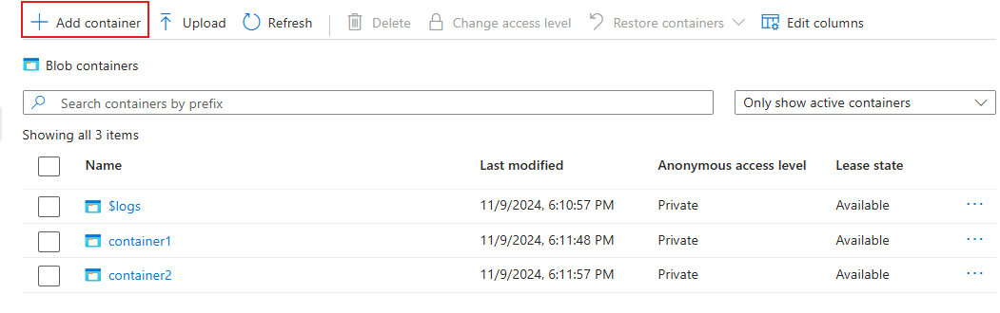 Add container Upload Refresh Delete Change access level Restore containers Edit columns
Blob containers
Search containers by prefix Only show active containers
Showing all 3 items
Name Last modified Anonymous access level Lease state
$logs 11/9/2024, 6:10:57 PM Private Available
container1 11/9/2024, 6:11:48 PM Private Available
container2 11/9/2024, 6:11:57 PM Private Available